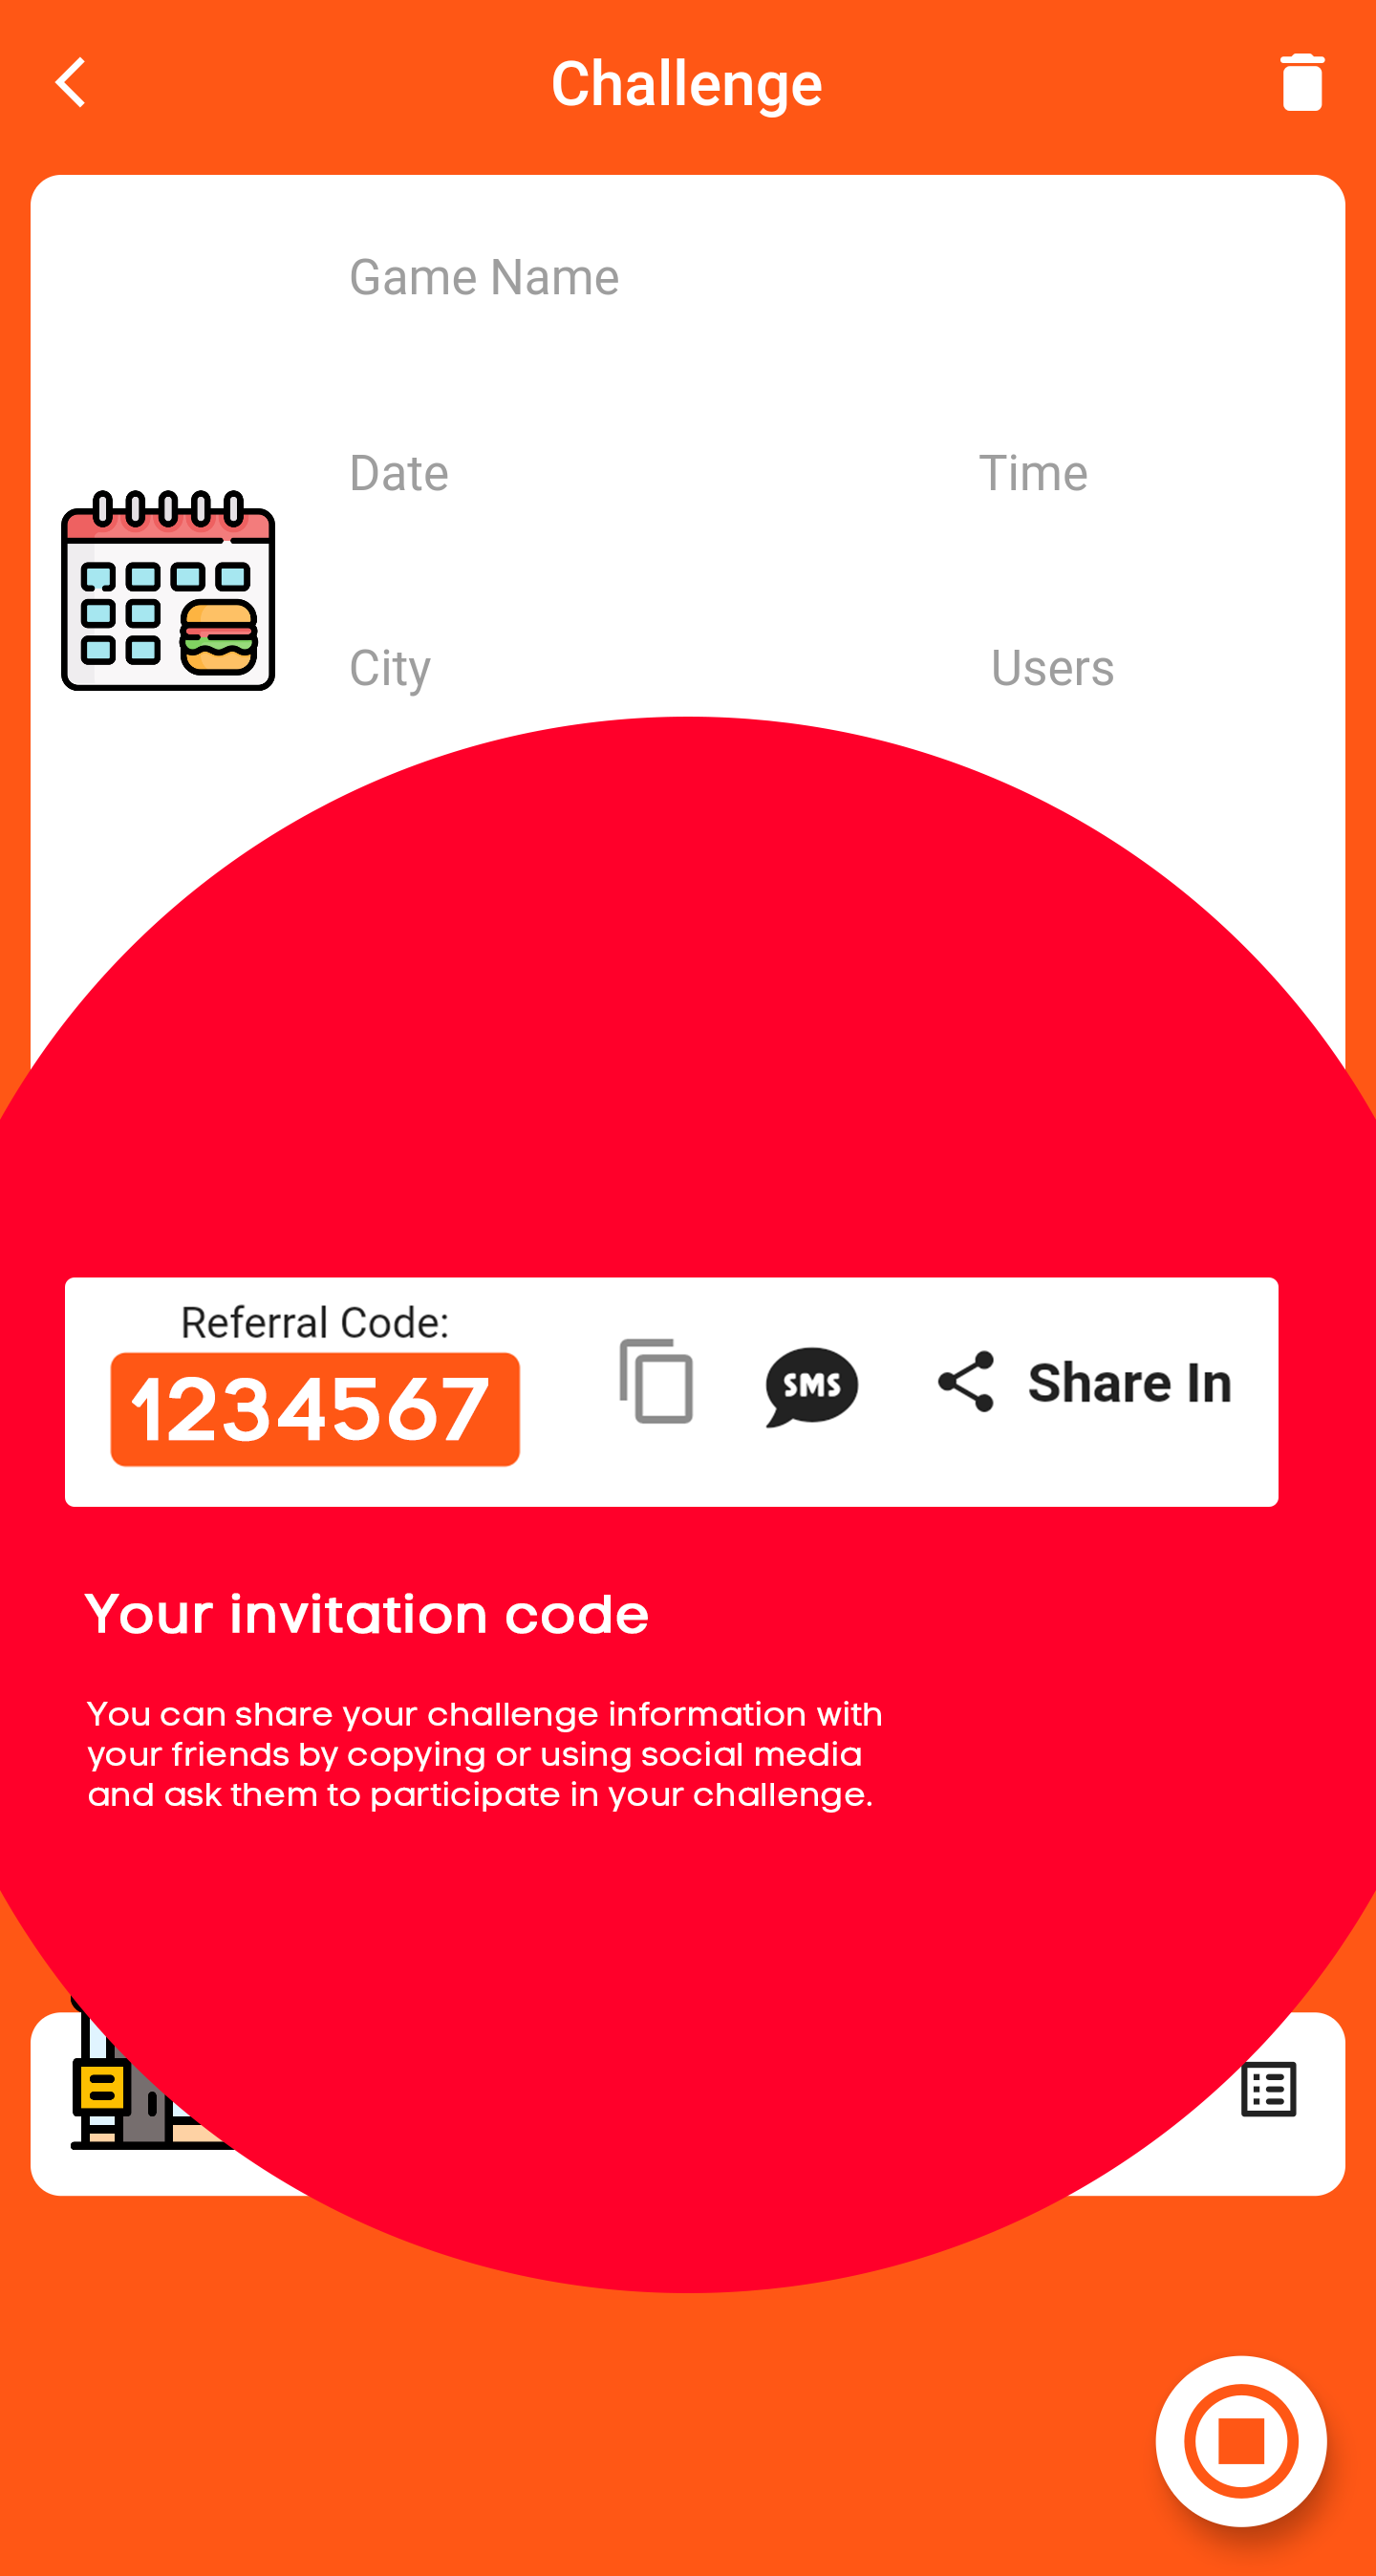 Challenge
Game Name
Date Time
City Users
Referral Code:
1234567
SMS
Share In
Your invitation code
You can share your challenge information with
your friends by copying or using social media
and ask them to participate in your challenge.